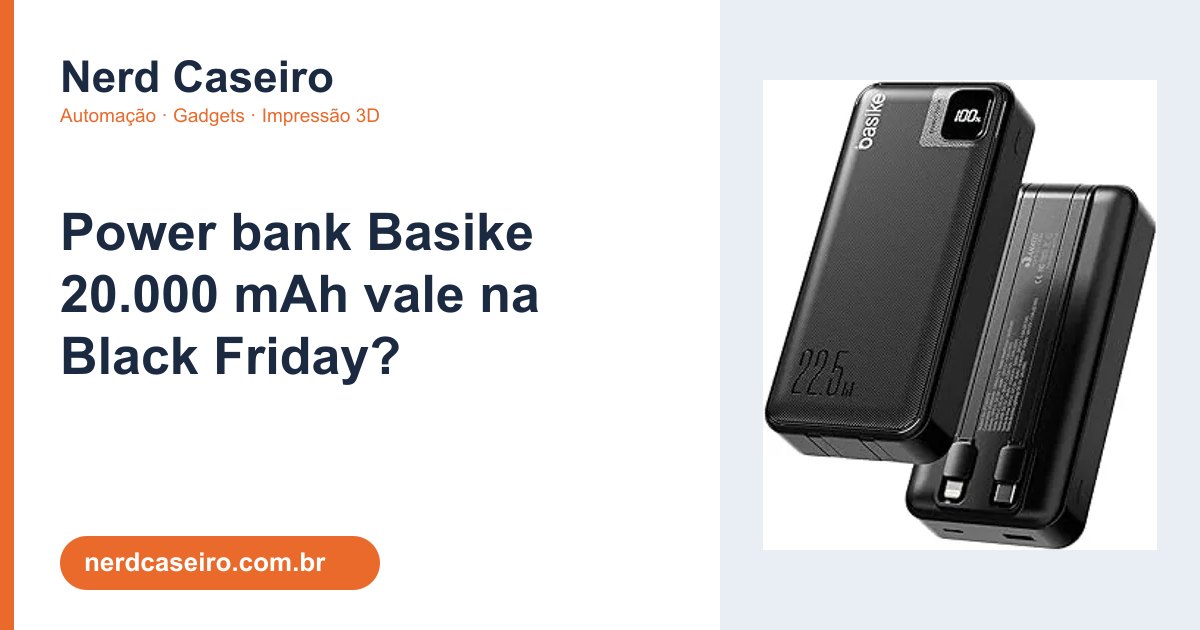 Nerd Caseiro
Automação · Gadgets · Impressão 3D
Power bank Basike
20.000 mAh vale na
Black Friday?
nerdcaseiro.com.br
basike
100%
22.5W